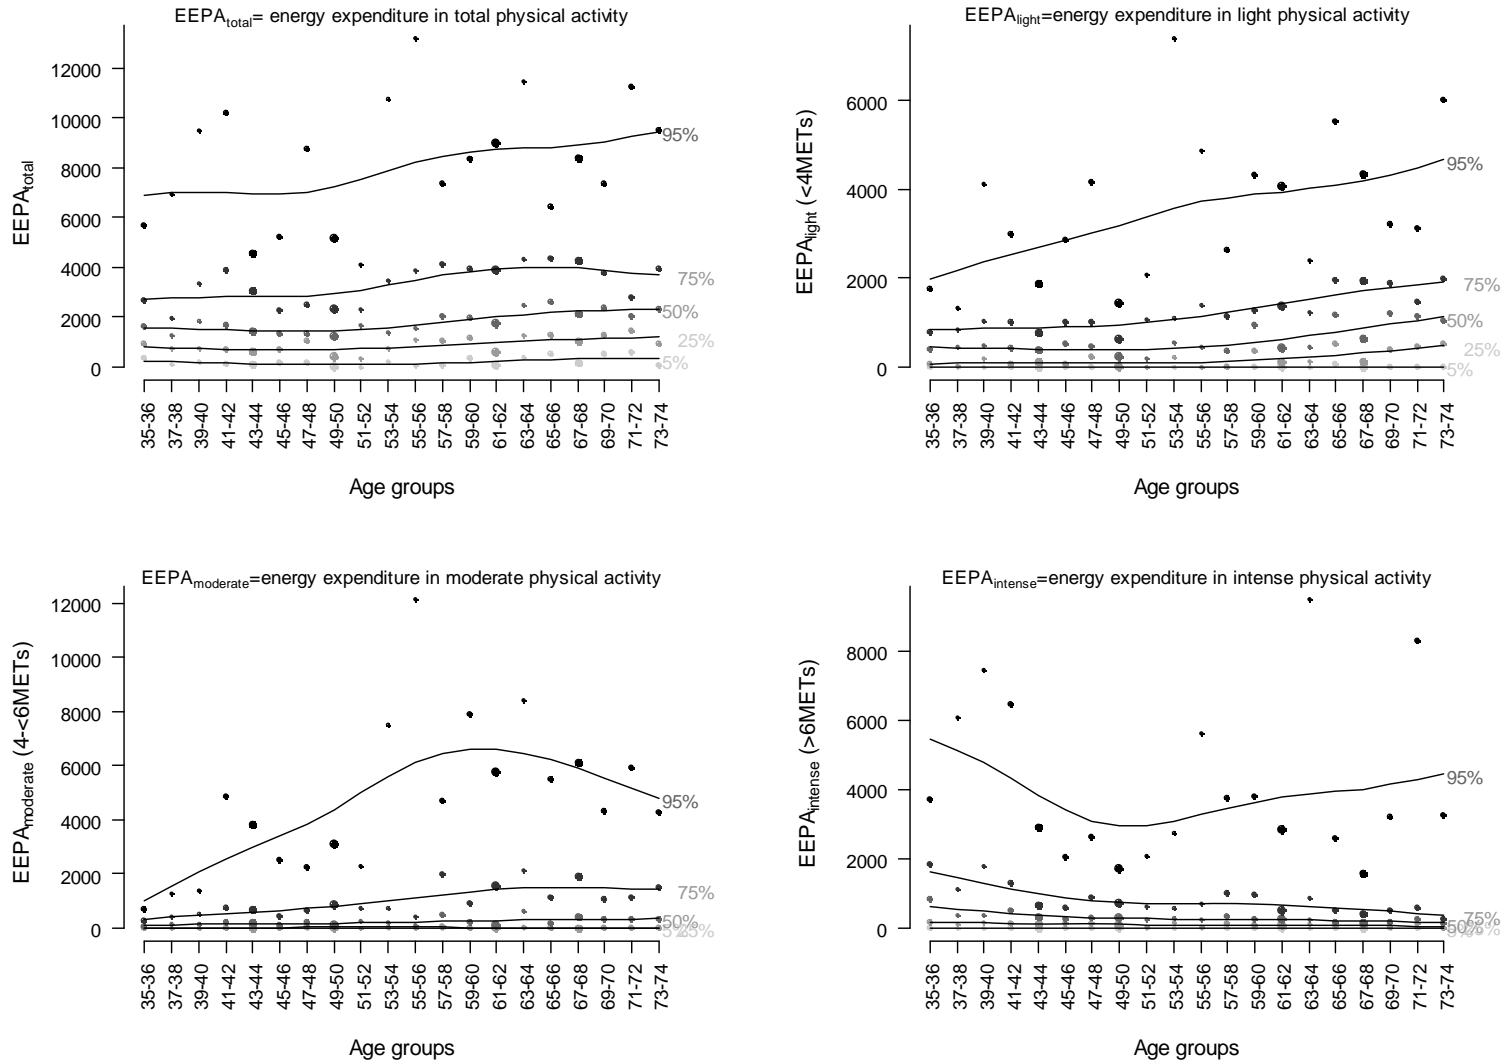 EEPAtotal= energy expenditure in total physical activity
EEPAtotal
12000
10000
8000
6000
4000
2000
0
95%
75%
50%
25%
5%
35-36 37-38 39-40 41-42 43-44 45-46 47-48 49-50 51-52 53-54 55-56 57-58 59-60 61-62 63-64 65-66 67-68 69-70 71-72 73-74
Age groups
EEPAlight=energy expenditure in light physical activity
EEPAlight (<4METs)
6000
4000
2000
0
95%
75%
50%
25%
5%
35-36 37-38 39-40 41-42 43-44 45-46 47-48 49-50 51-52 53-54 55-56 57-58 59-60 61-62 63-64 65-66 67-68 69-70 71-72 73-74
Age groups
EEPAmoderate=energy expenditure in moderate physical activity
EEPAmoderate (4-<6METs)
12000
10000
8000
6000
4000
2000
0
95%
75%
50%
5%
25%
35-36 37-38 39-40 41-42 43-44 45-46 47-48 49-50 51-52 53-54 55-56 57-58 59-60 61-62 63-64 65-66 67-68 69-70 71-72 73-74
Age groups
EEPAintense=energy expenditure in intense physical activity
EEPAintense (>6METs)
8000
6000
4000
2000
0
95%
75%
50%
35-36 37-38 39-40 41-42 43-44 45-46 47-48 49-50 51-52 53-54 55-56 57-58 59-60 61-62 63-64 65-66 67-68 69-70 71-72 73-74
Age groups